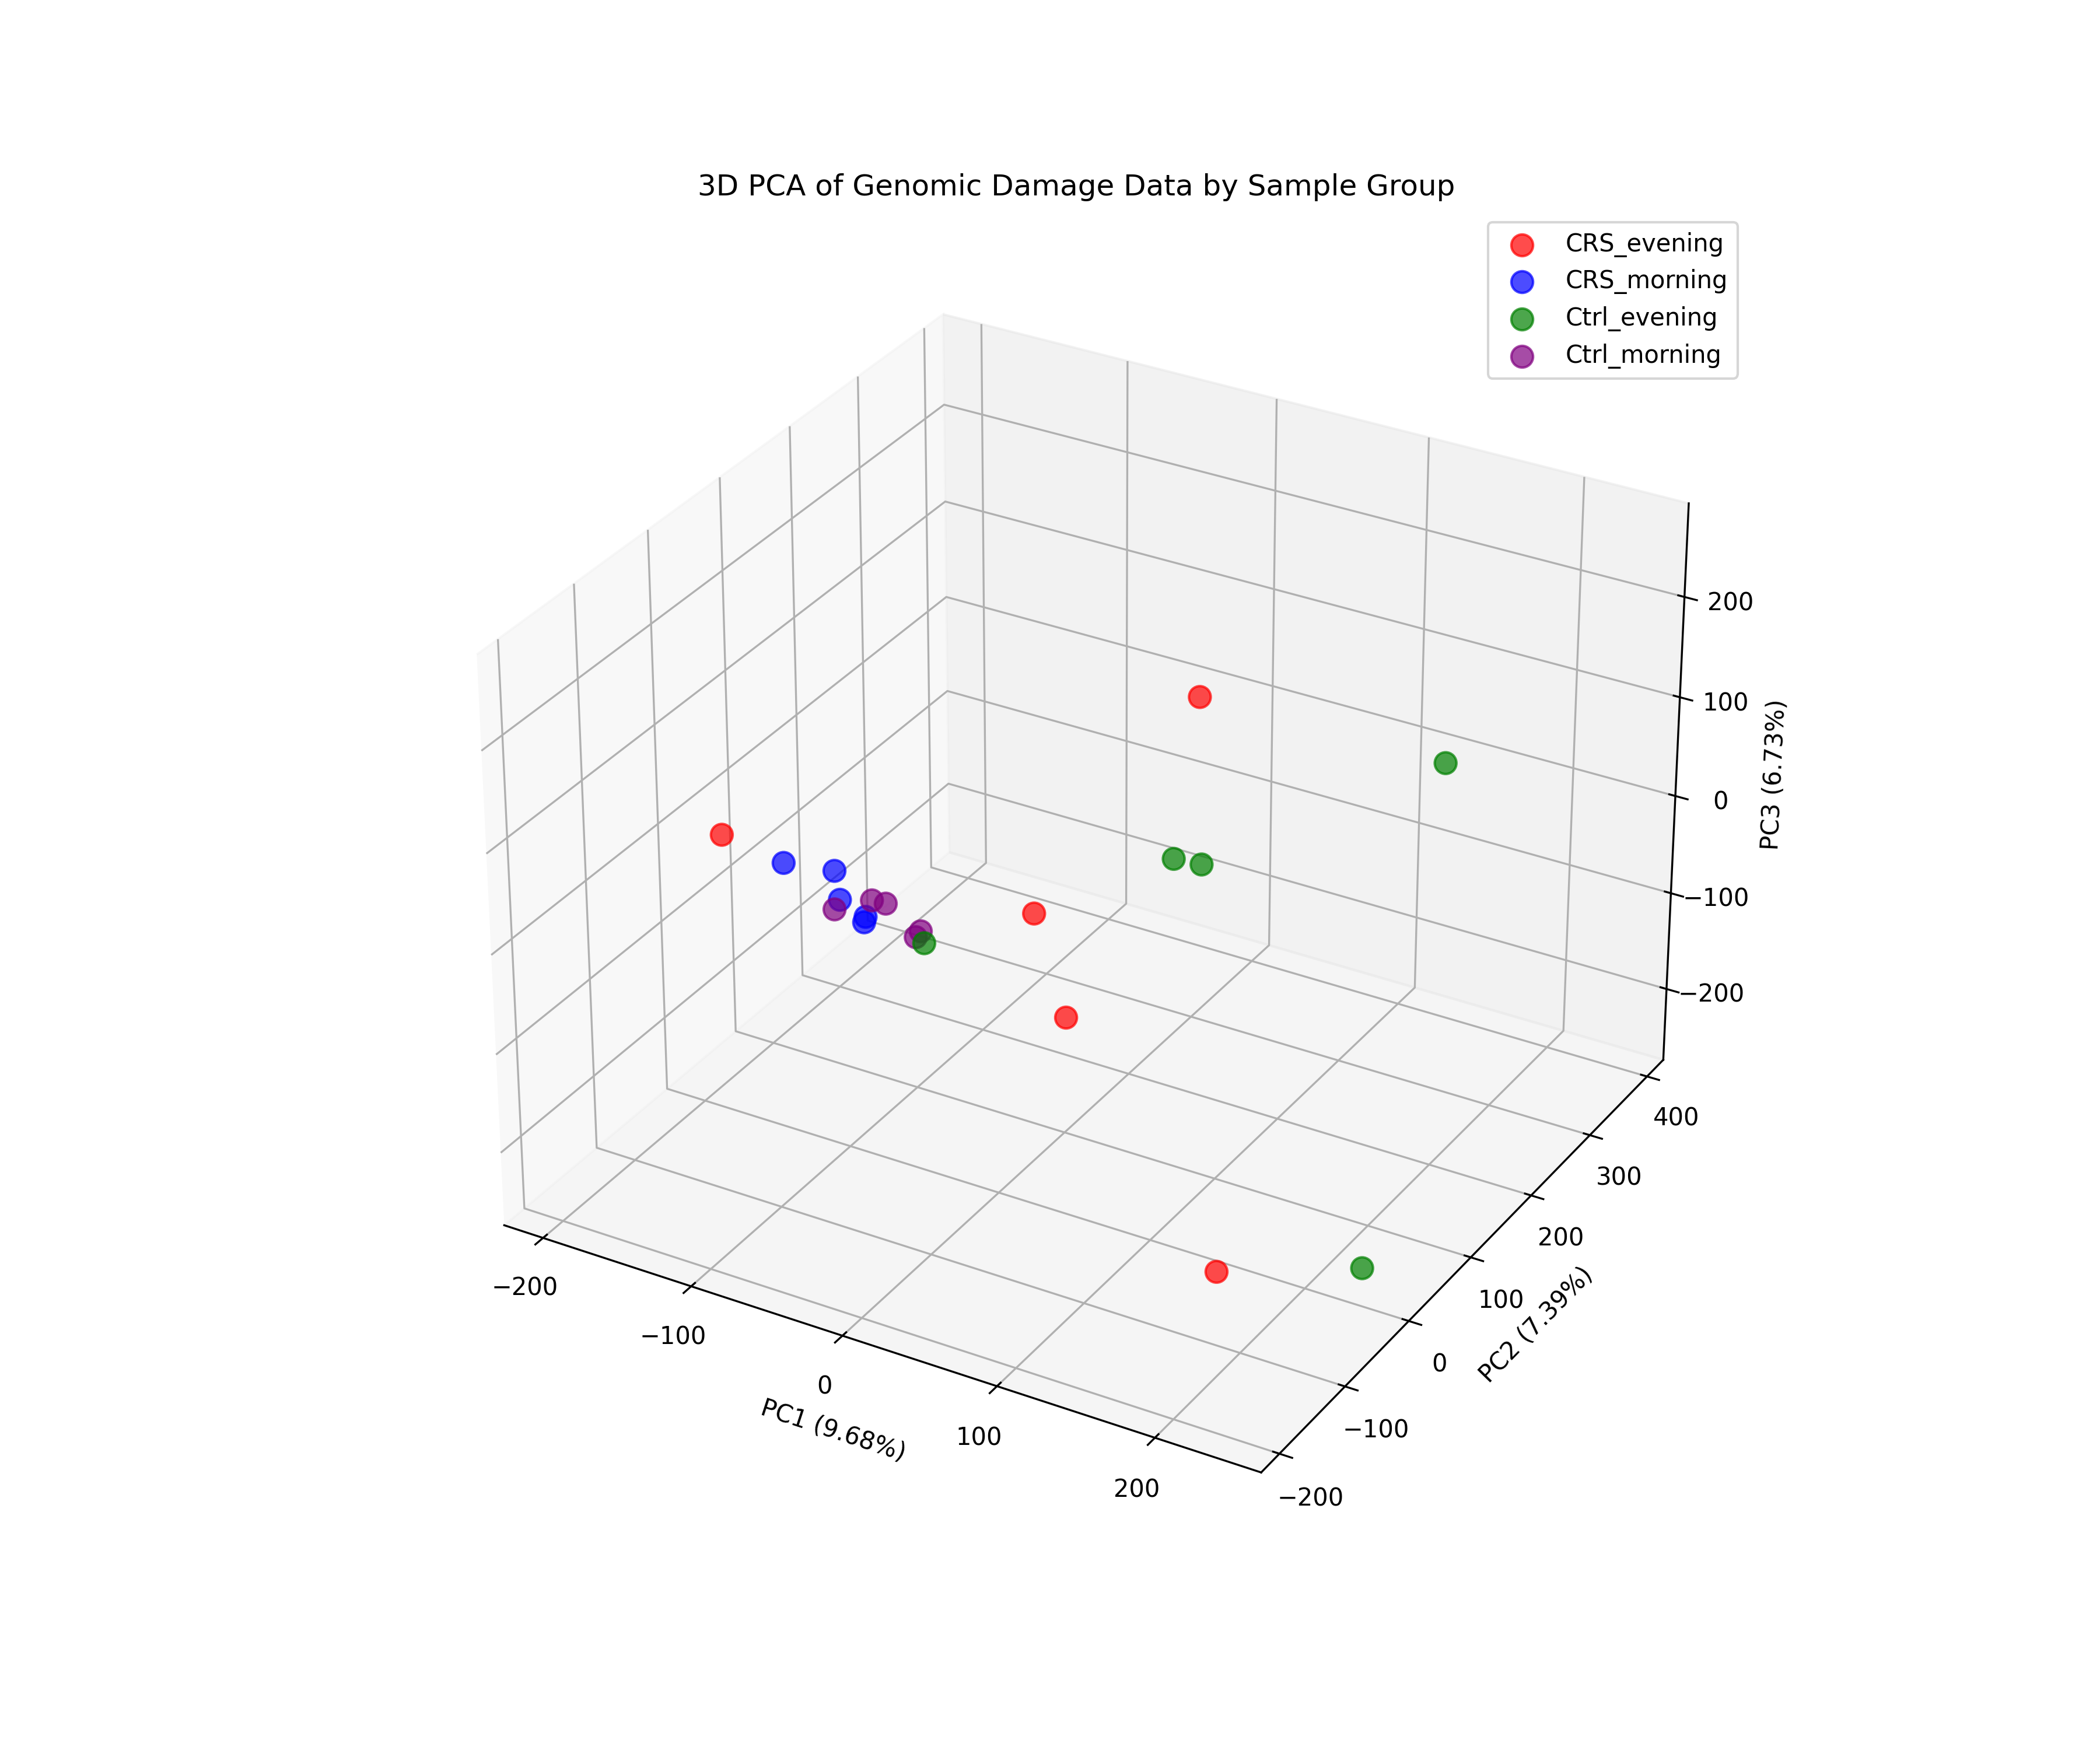 3D PCA of Genomic Damage Data by Sample Group
CRS_evening
CRS_morning
Ctrl_evening
Ctrl_morning
200
100
0
−100
−200
PC3 (6.73%)
400
300
200
100
0
−100
−200
PC2 (7.39%)
−200
−100
0
100
200
PC1 (9.68%)